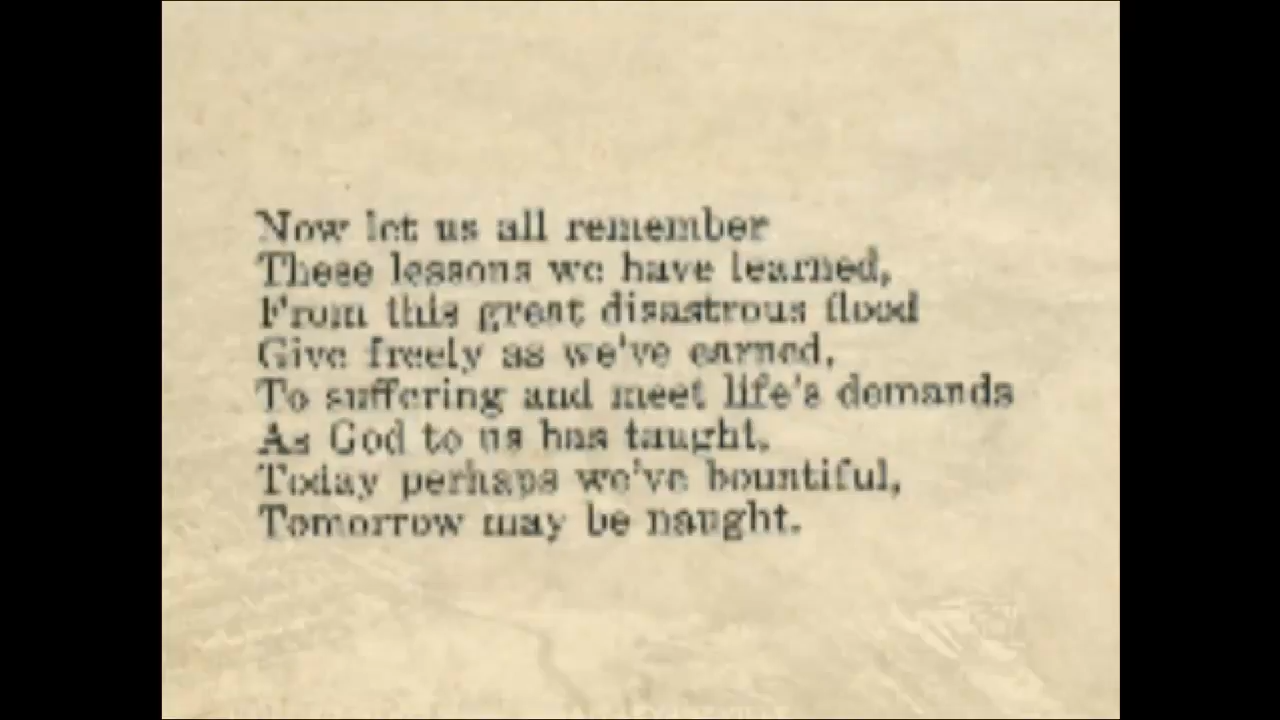 Now let us all remember
These lessons we have learned,
From this great disastrous flood
Give freely as we've earned,
To suffering and meet life's demands
As God to us has taught,
Today perhaps we've bountiful,
Tomorrow may be naught.